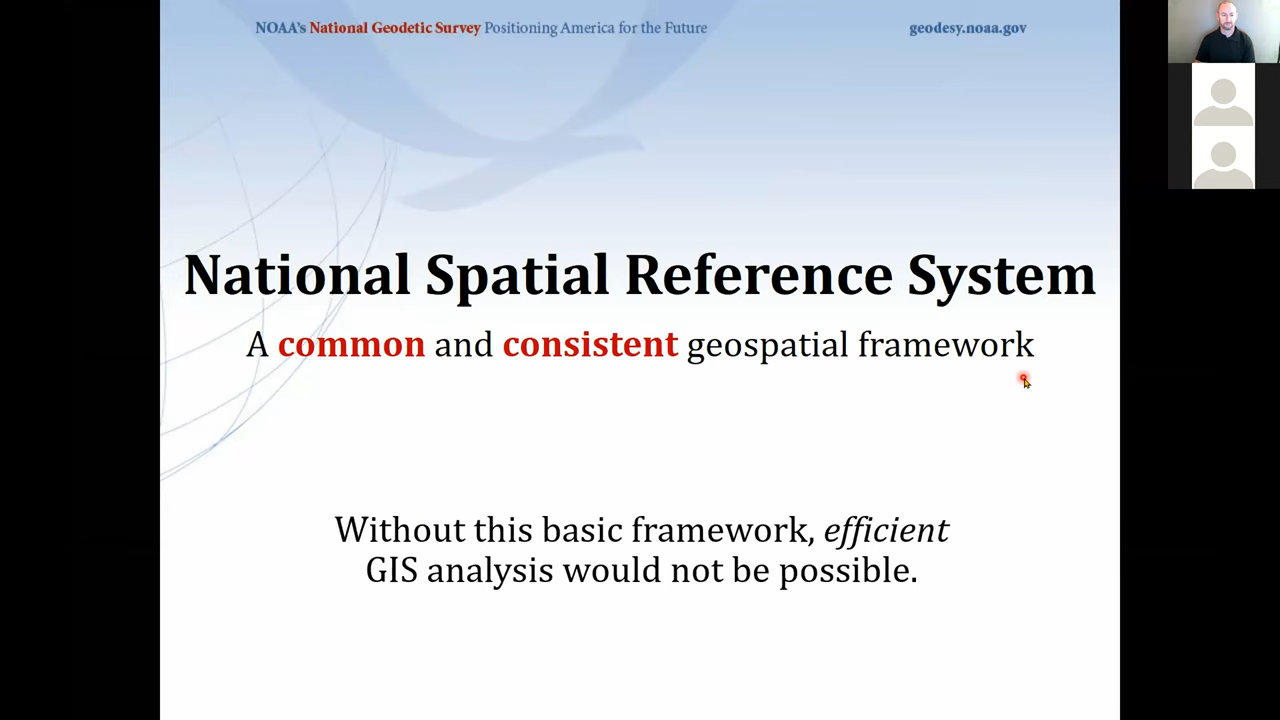 NOAA's National Geodetic Survey Positioning America for the Future
geodesy.noaa.gov
National Spatial Reference System
A common and consistent geospatial framework
Without this basic framework, efficient
GIS analysis would not be possible.